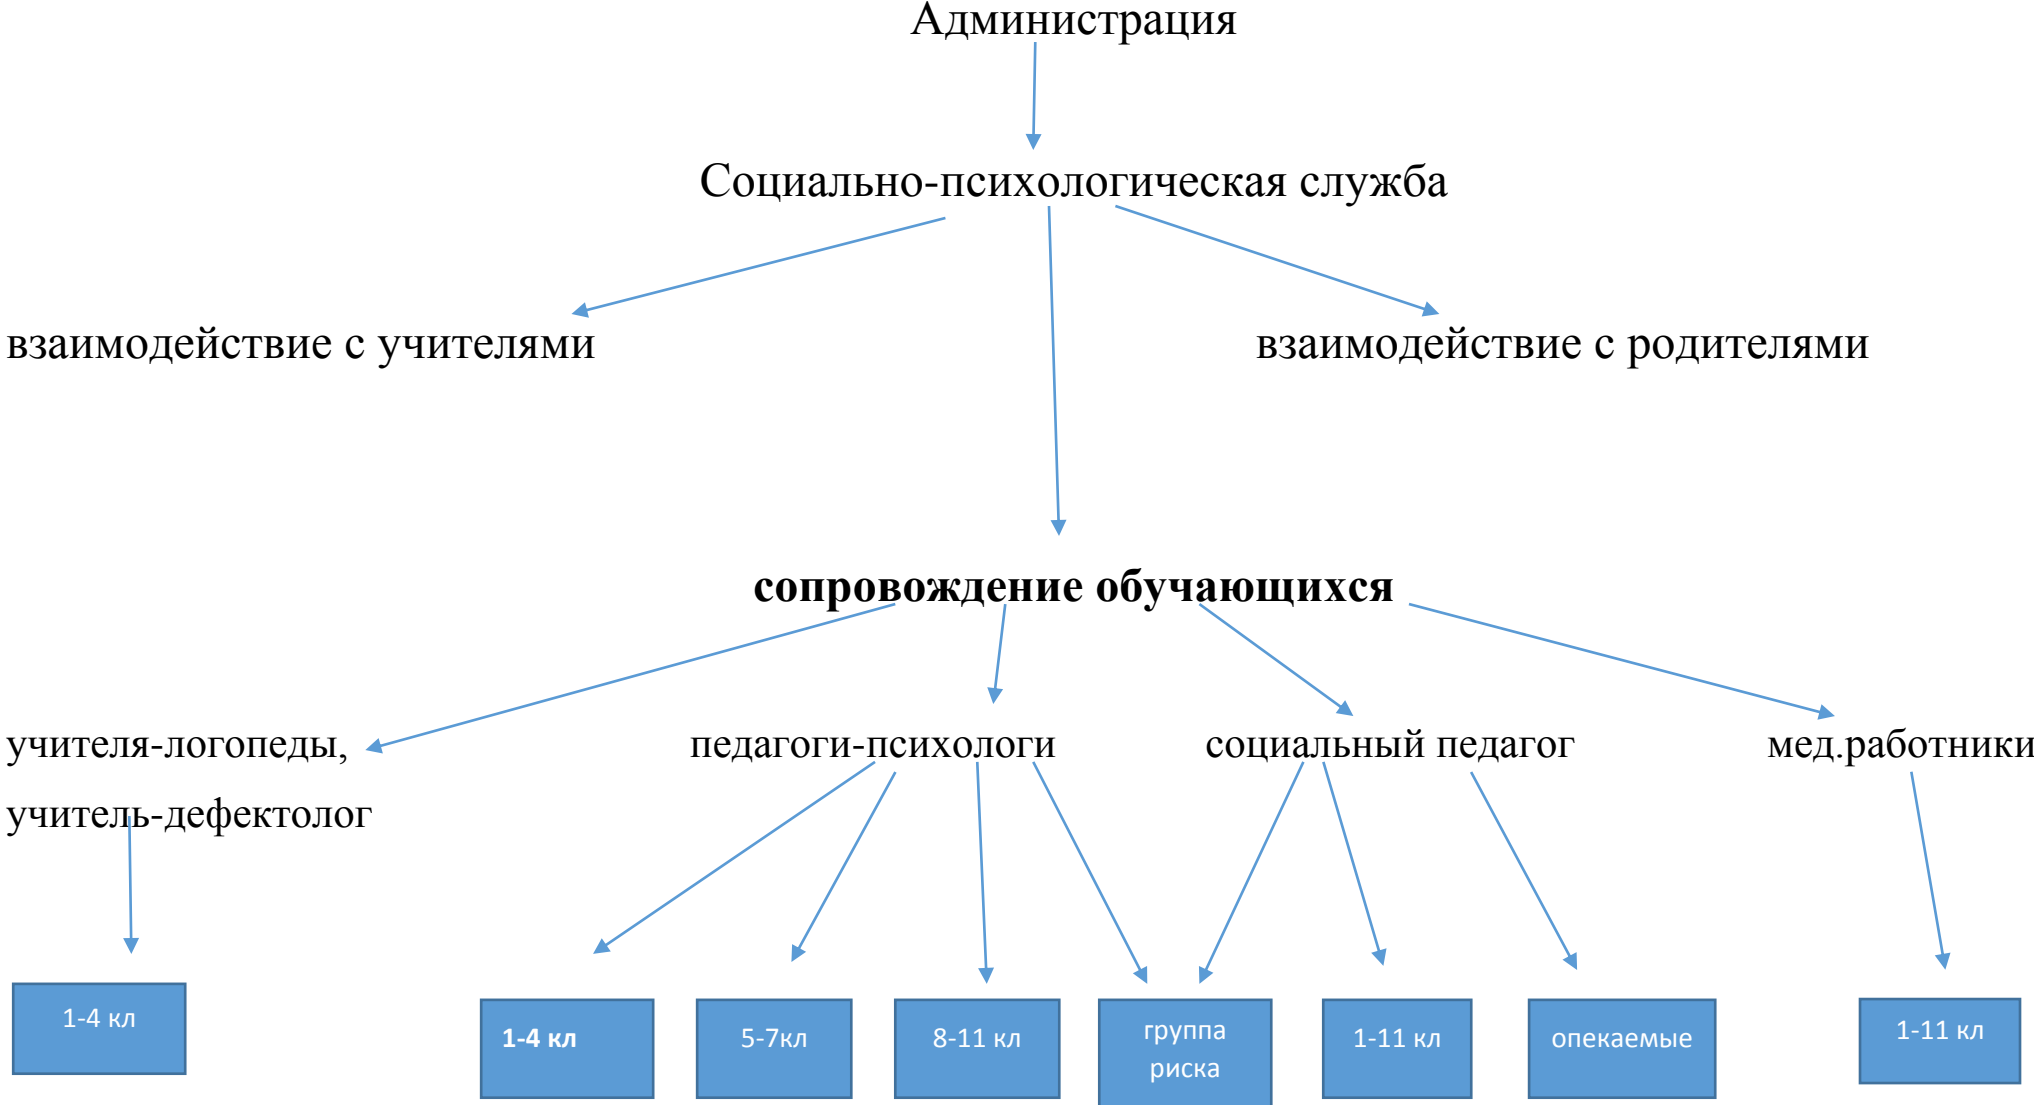 Администрация
Социально-психологическая служба
взаимодействие с учителями
взаимодействие с родителями
сопровождение обучающихся
учителя-логопеды,
учитель-дефектолог
педагоги-психологи
социальный педагог
мед.работники
1-4 кл
1-4 кл
5-7кл
8-11 кл
группа
риска
1-11 кл
опекаемые
1-11 кл